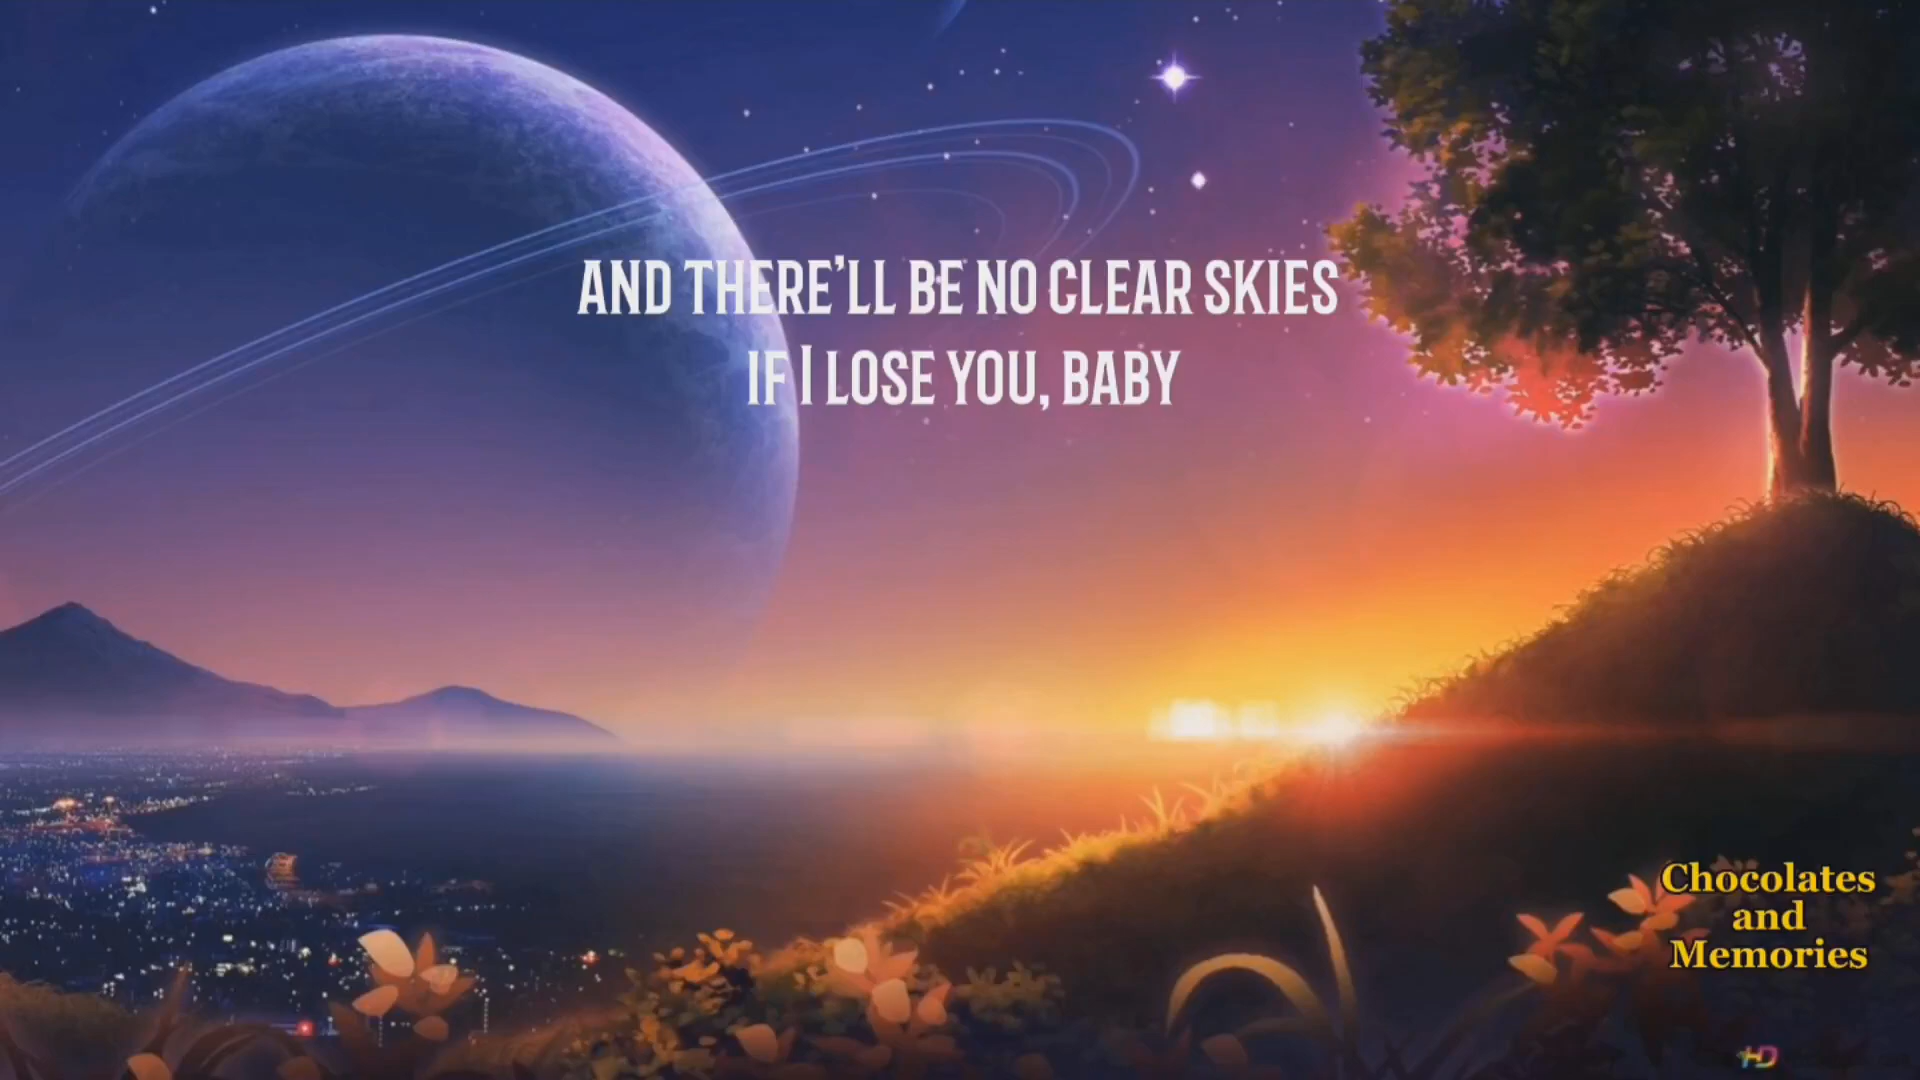 AND THERE'LL BE NO CLEAR SKIES
IF I LOSE YOU, BABY
Chocolates
and
Memories
HD